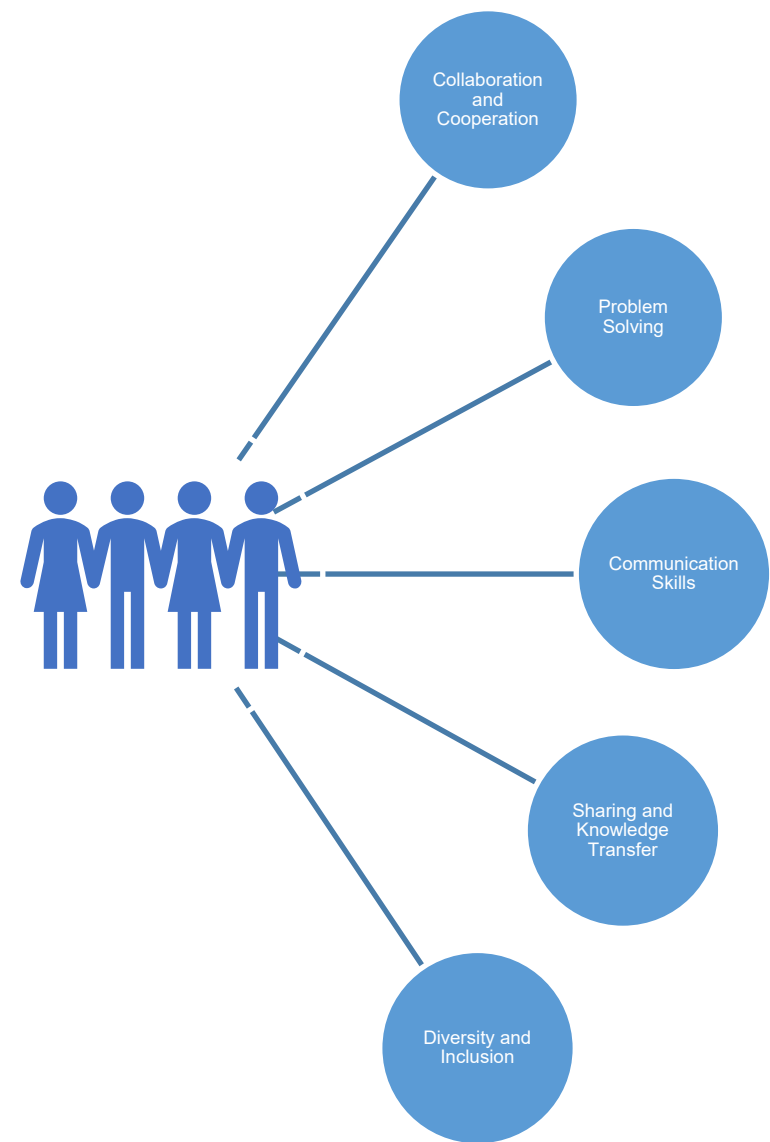 Collaboration
and
Cooperation
Problem
Solving
Communication
Skills
Sharing and
Knowledge
Transfer
Diversity and
Inclusion